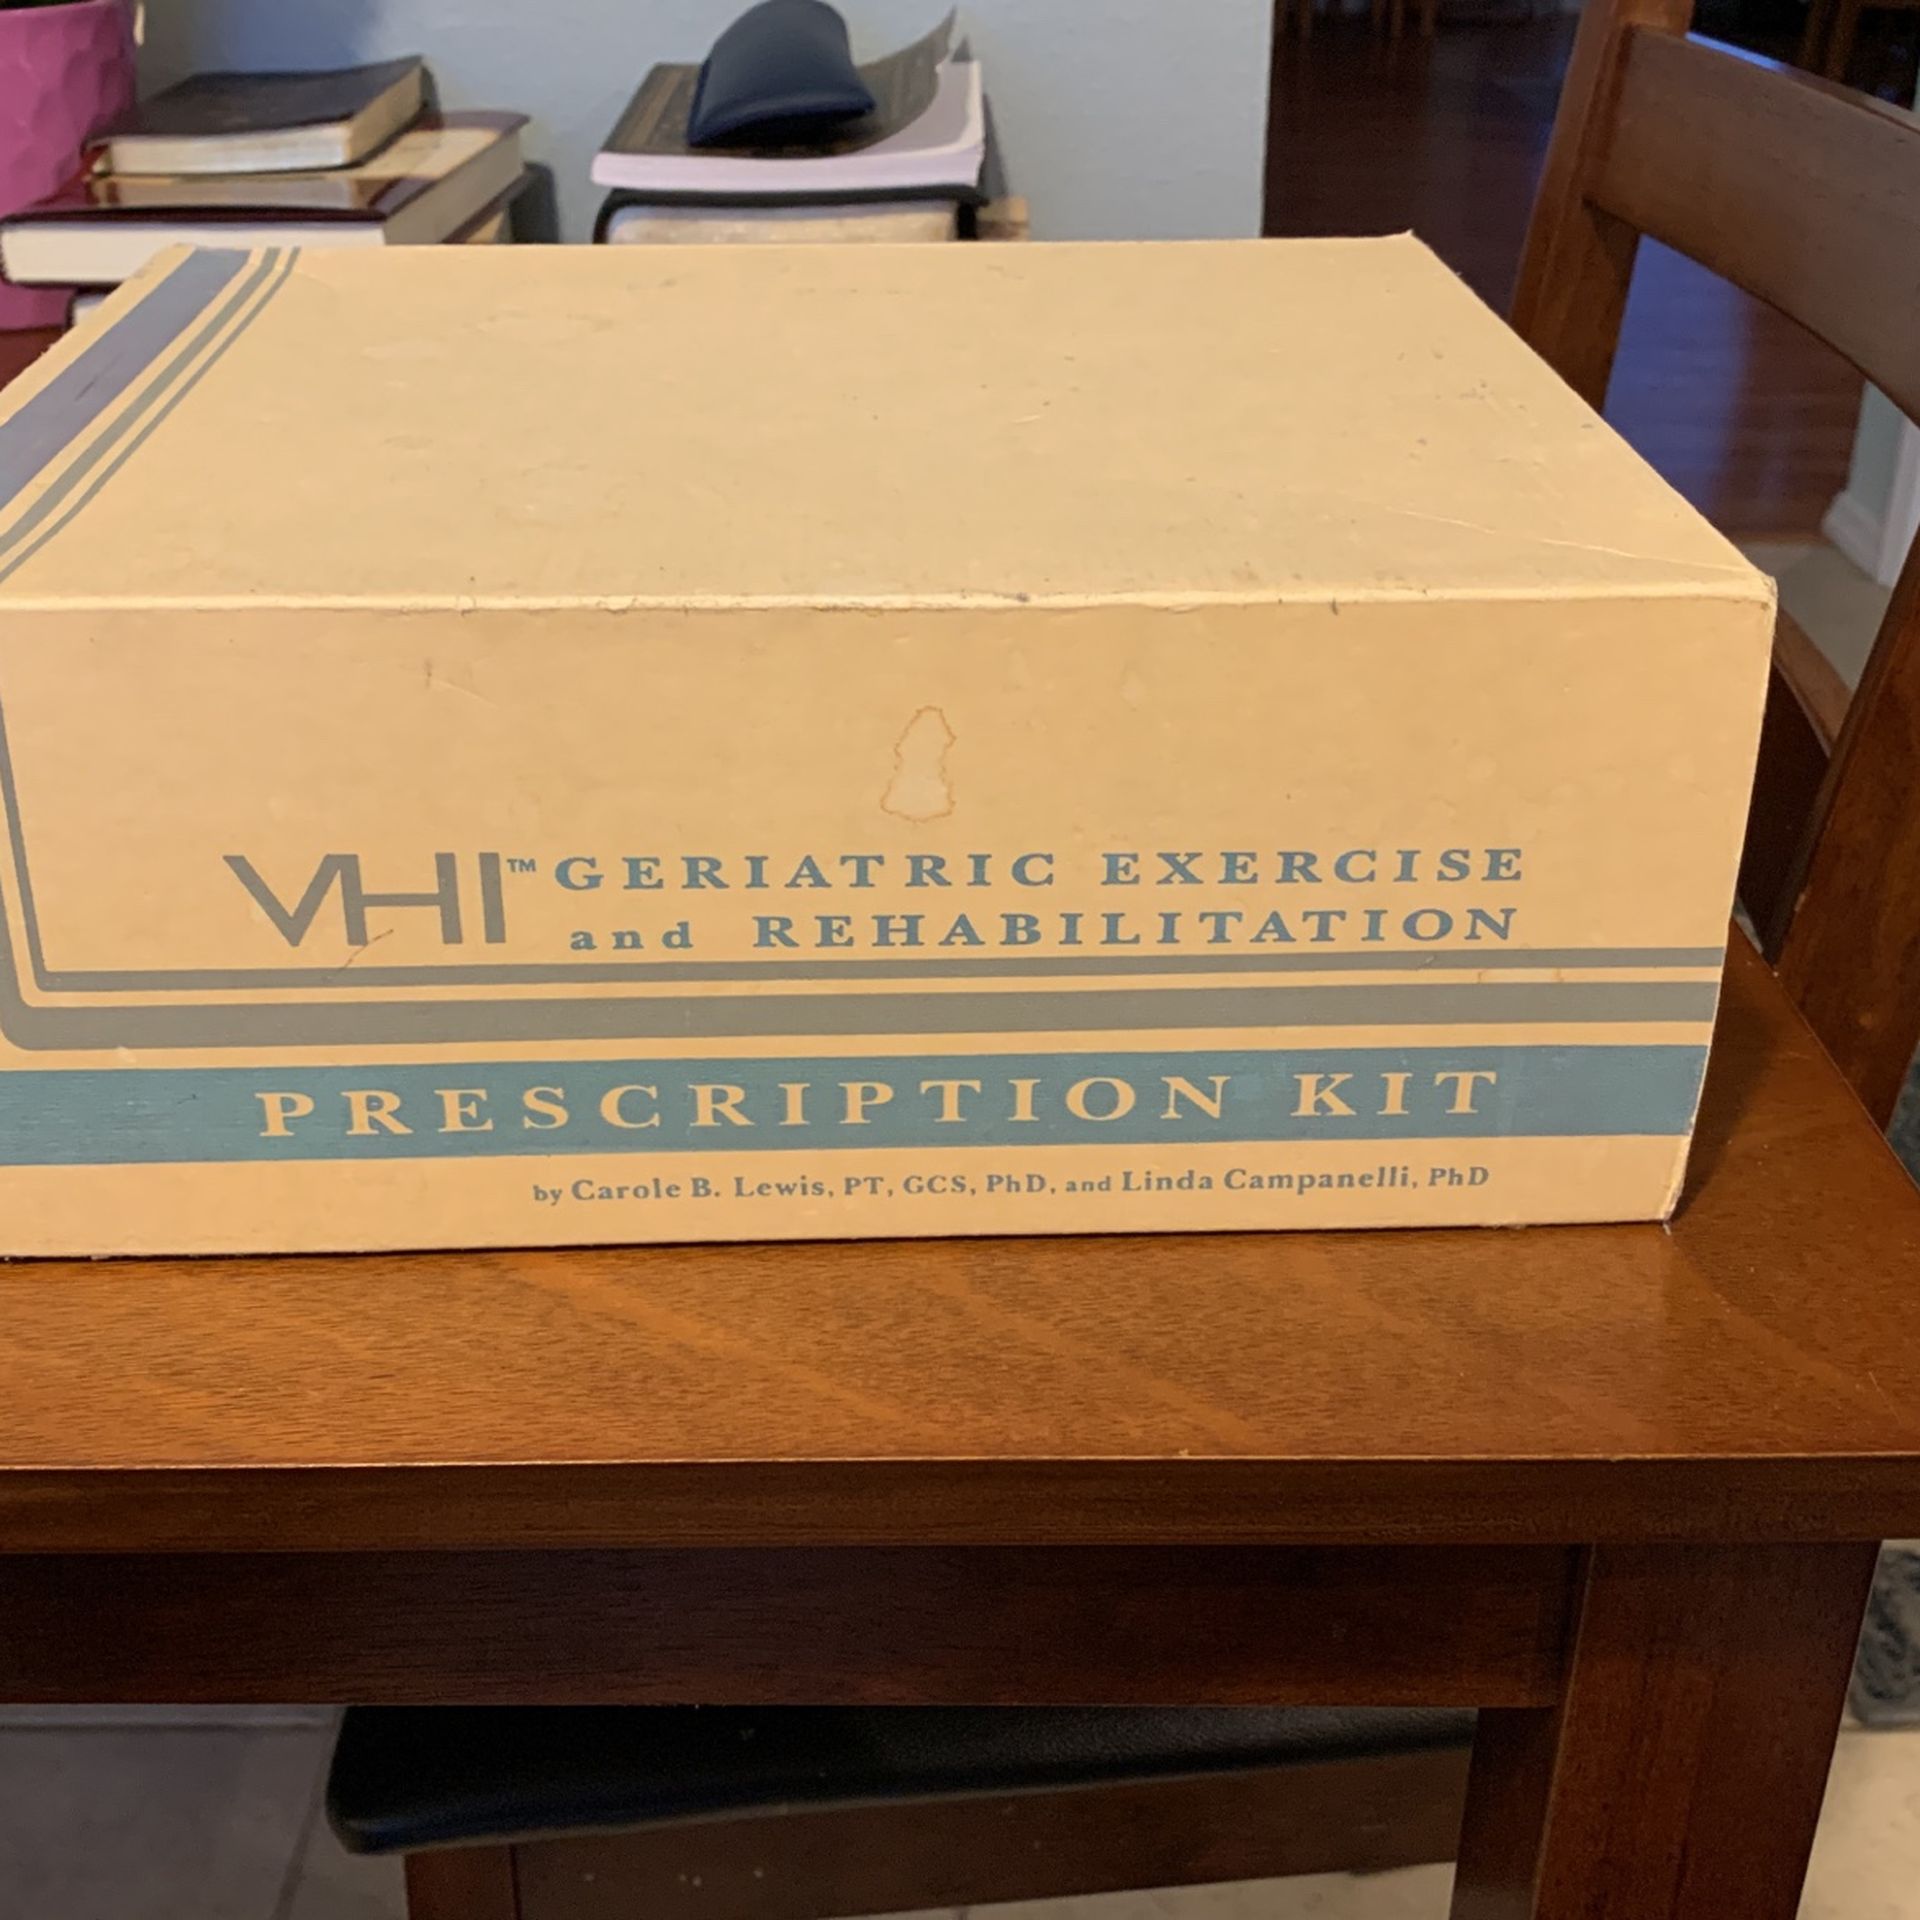 VHI™ GERIATRIC EXERCISE
and REHABILITATION
PRESCRIPTION KIT
by Carole B. Lewis, PT, GCS, PhD, and Linda Campanelli, PhD